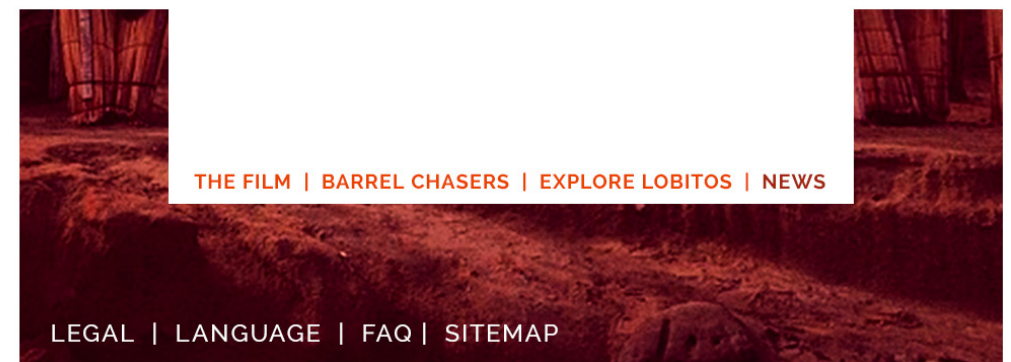 THE FILM | BARREL CHASERS | EXPLORE LOBITOS | NEWS
LEGAL | LANGUAGE | FAQ | SITEMAP